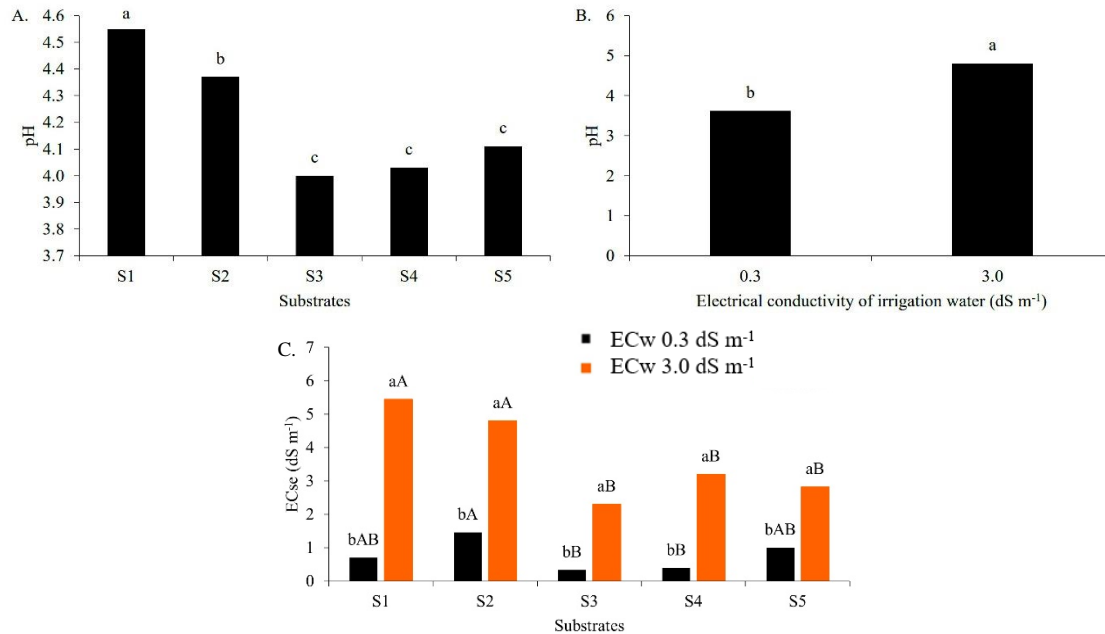 A.
4.6
4.5
4.4
4.3
4.2
4.1
4.0
3.9
3.8
3.7
pH
a
b
c
c
c
S1 S2 S3 S4 S5
Substrates
B.
6
5
4
3
2
1
0
pH
b
a
0.3 3.0
Electrical conductivity of irrigation water (dS m⁻¹)
C.
ECw 0.3 dS m⁻¹
ECw 3.0 dS m⁻¹
7
6
5
4
3
2
1
0
ECse (dS m⁻¹)
bAB aA
bA aA
bB aB
bB aB
bAB aB
S1 S2 S3 S4 S5
Substrates